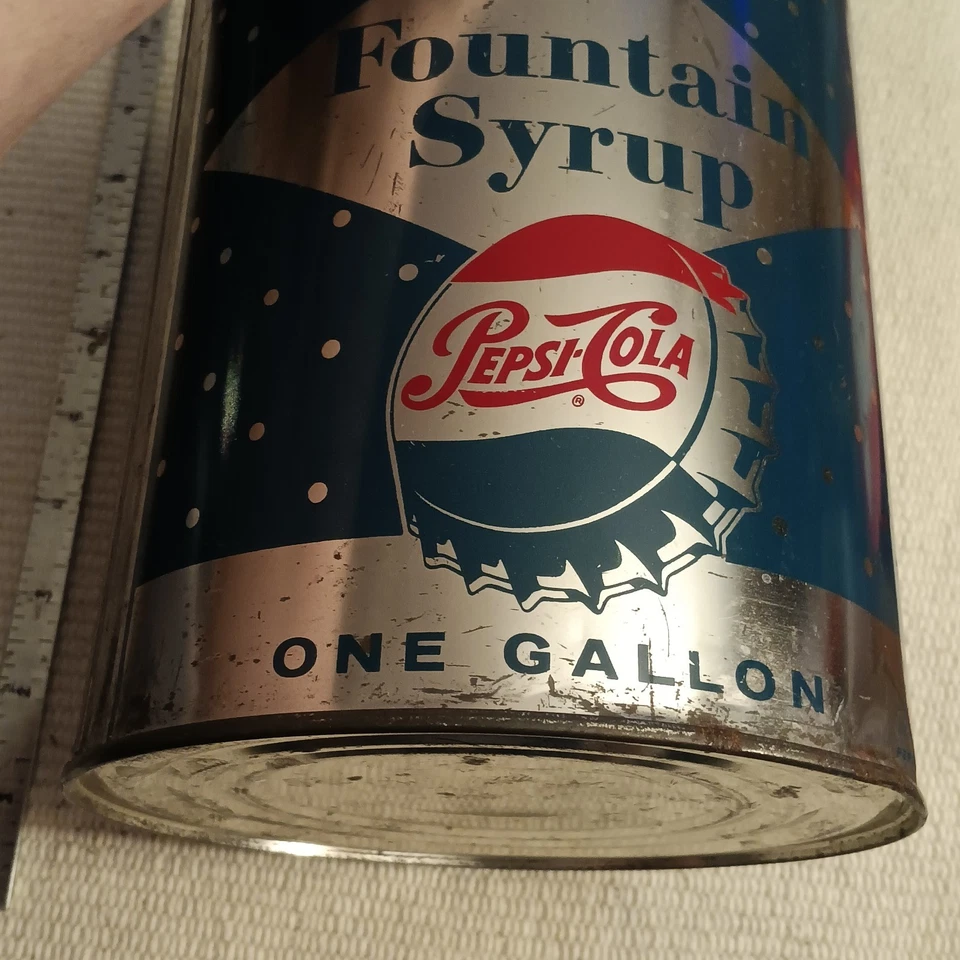 Fountain
Syrup
PEPSI-COLA
®
ONE GALLON